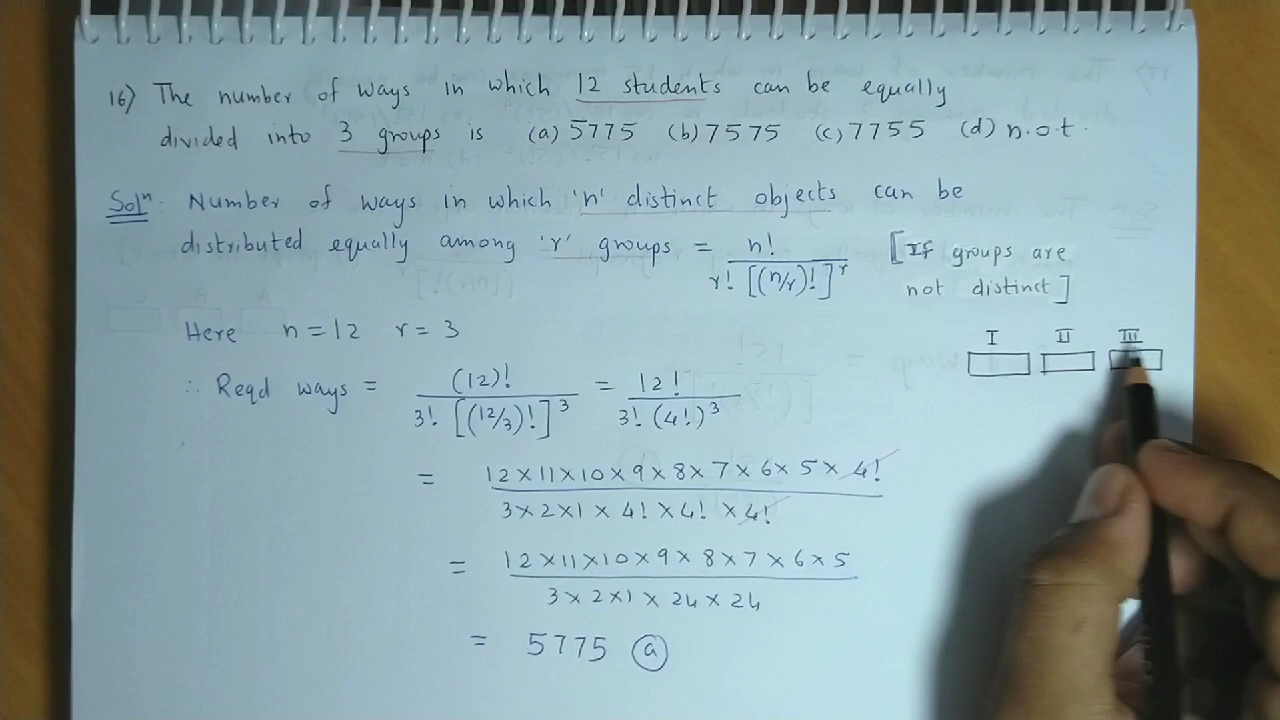 16) The number of ways in which 12 students can be equally
divided into 3 groups is (a) 5775 (b) 7575 (c) 7755 (d) n.o.t.
Solⁿ. Number of ways in which 'n' distinct objects can be
distributed equally among 'r' groups = n! / r! [(n/r)!]^r [If groups are
not distinct]
Here n = 12 r = 3
I II III
∴ Reqd ways = (12)! / 3! [(12/3)!]^3 = 12! / 3! (4!)^3
= 12 × 11 × 10 × 9 × 8 × 7 × 6 × 5 × 4! / 3 × 2 × 1 × 4! × 4! × 4!
= 12 × 11 × 10 × 9 × 8 × 7 × 6 × 5 / 3 × 2 × 1 × 24 × 24
= 5775 (a)